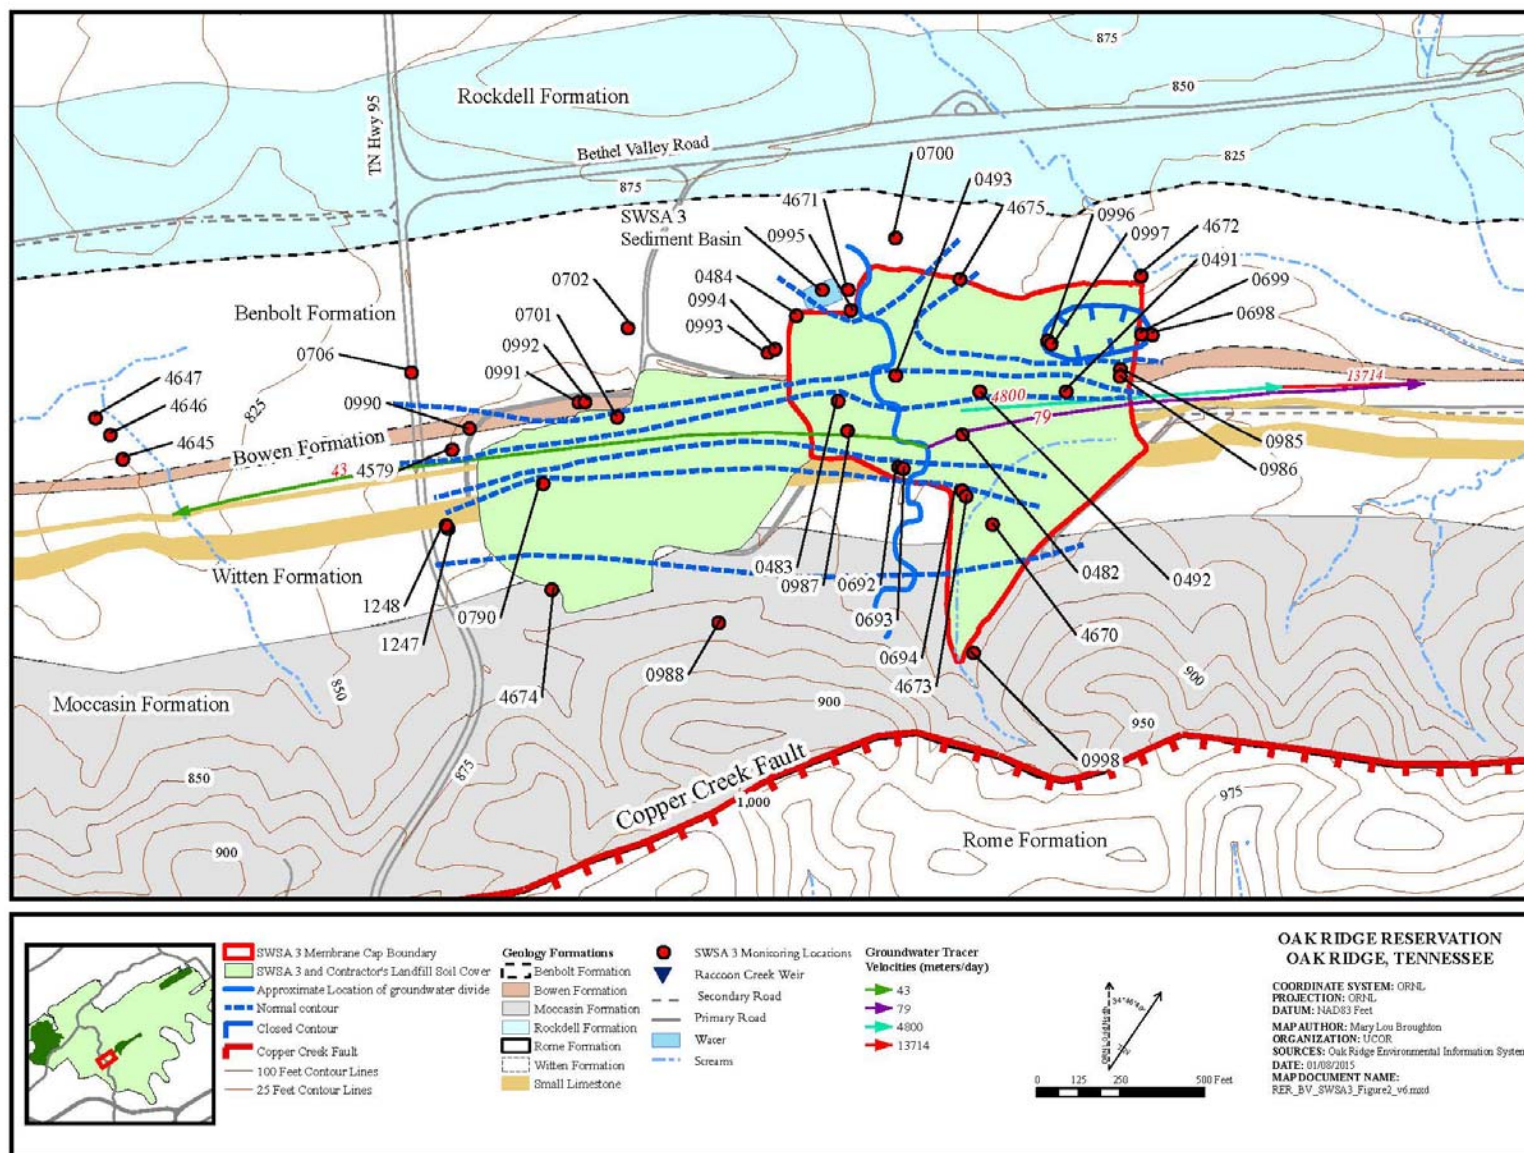 875
Rockdell Formation
850
TN Hwy 95
Bethel Valley Road
0700
825
875
0493
4671
4675
SWSA 3
Sediment Basin
0996
0995
0997
4672
0491
0484
0702
0699
0994
0698
Benbolt Formation
0701
0993
0992
0706
0991
13714
4647
4800
0990
825
4646
79
0985
4645
Bowen Formation
43
4579
0986
0483
0482
0492
0987
0692
Witten Formation
1248
0790
0693
4670
1247
0694
0988
900
850
4673
4674
Moccasin Formation
900
950
0998
875
850
Copper Creek Fault
975
1,000
Rome Formation
900
SWSA 3 Membrane Cap Boundary
SWSA 3 and Contractor's Landfill Soil Cover
Approximate Location of groundwater divide
Normal contour
Closed Contour
Copper Creek Fault
100 Feet Contour Lines
25 Feet Contour Lines
Geology Formations
Benbolt Formation
Bowen Formation
Moccasin Formation
Rockdell Formation
Rome Formation
Witten Formation
Small Limestone
SWSA 3 Monitoring Locations
Raccoon Creek Weir
Secondary Road
Primary Road
Water
Streams
Groundwater Tracer
Velocities (meters/day)
43
79
4800
13714
0 125 250 500 Feet
OAK RIDGE RESERVATION
OAK RIDGE, TENNESSEE
COORDINATE SYSTEM: ORNL
PROJECTION: ORNL
DATUM: NAD83 Feet
MAP AUTHOR: Mary Lou Broughton
ORGANIZATION: UCOR
SOURCES: Oak Ridge Environmental Information System
DATE: 01/08/2015
MAP DOCUMENT NAME:
RER_BV_SWSA3_Figure2_v6.mxd